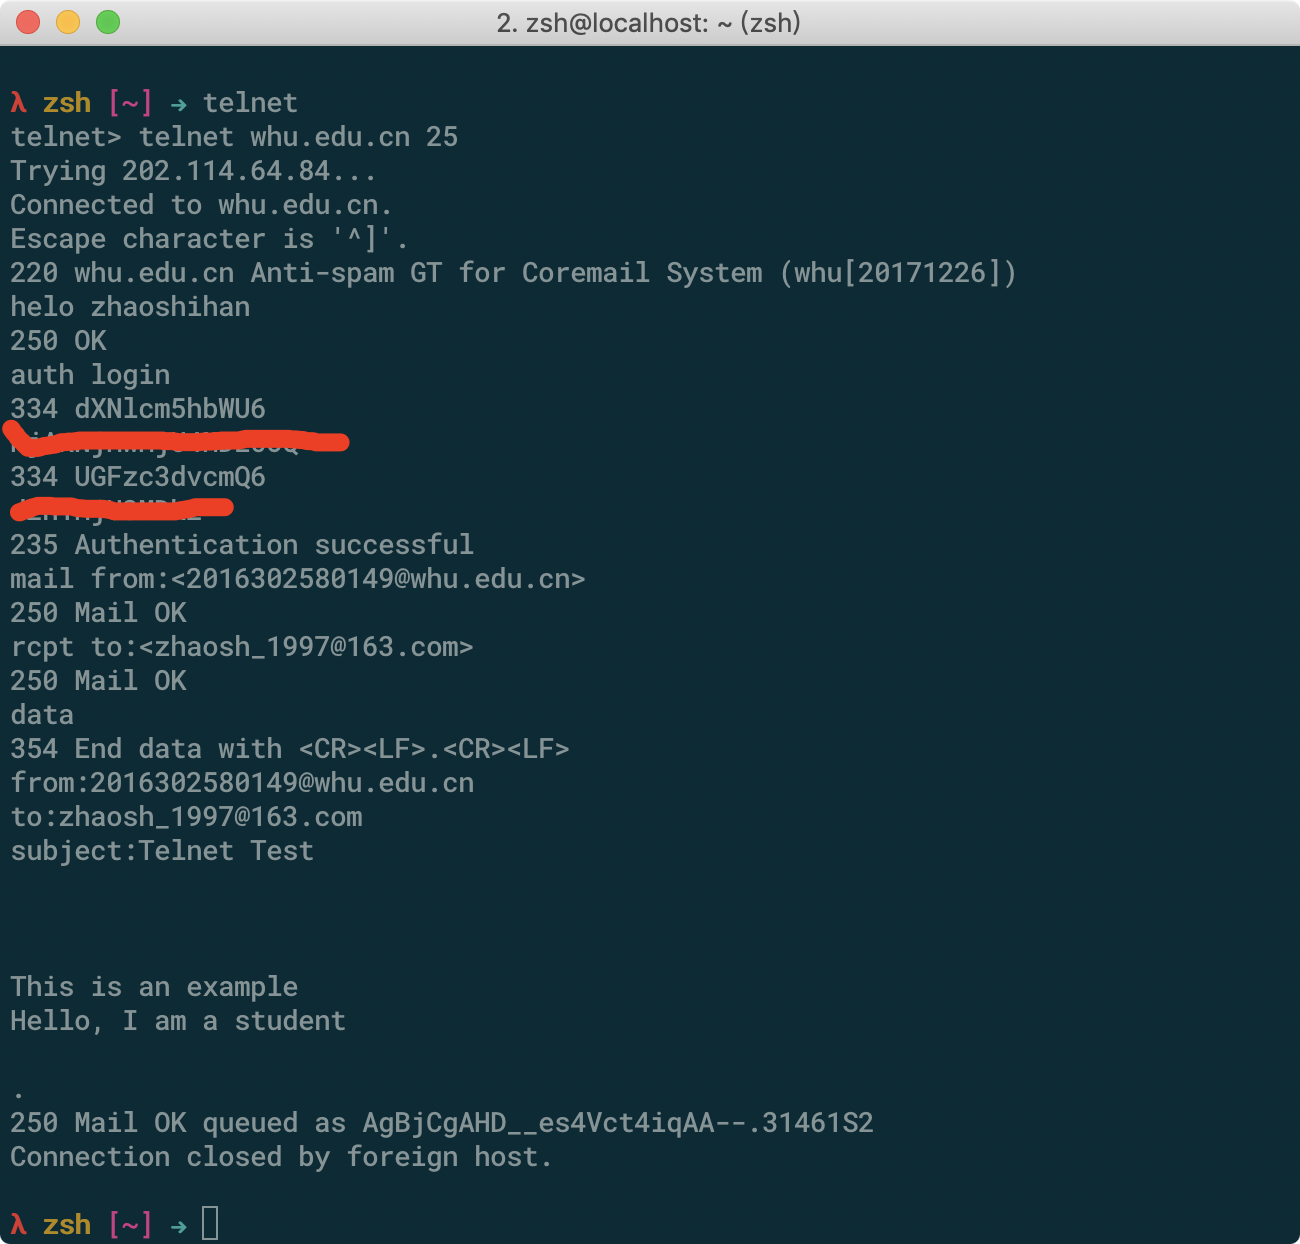 2. zsh@localhost: ~ (zsh)
λ zsh [~] → telnet
telnet> telnet whu.edu.cn 25
Trying 202.114.64.84...
Connected to whu.edu.cn.
Escape character is '^]'.
220 whu.edu.cn Anti-spam GT for Coremail System (whu[20171226])
helo zhaoshihan
250 OK
auth login
334 dXNlcm5hbWU6
334 UGFzc3dvcmQ6
235 Authentication successful
mail from:<2016302580149@whu.edu.cn>
250 Mail OK
rcpt to:<zhaosh_1997@163.com>
250 Mail OK
data
354 End data with <CR><LF>.<CR><LF>
from:2016302580149@whu.edu.cn
to:zhaosh_1997@163.com
subject:Telnet Test
This is an example
Hello, I am a student
.
250 Mail OK queued as AgBjCgAHD__es4Vct4iqAA--.31461S2
Connection closed by foreign host.
λ zsh [~] →